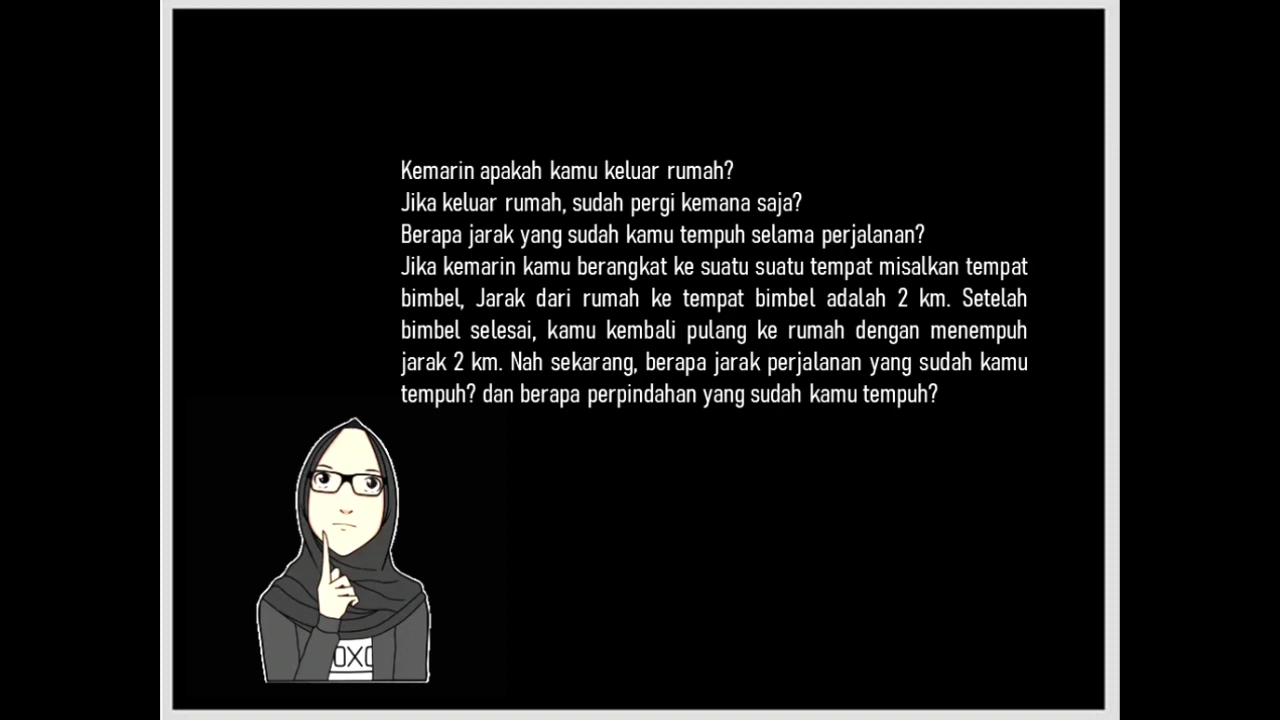 Kemarin apakah kamu keluar rumah?
Jika keluar rumah, sudah pergi kemana saja?
Berapa jarak yang sudah kamu tempuh selama perjalanan?
Jika kemarin kamu berangkat ke suatu suatu tempat misalkan tempat
bimbel, Jarak dari rumah ke tempat bimbel adalah 2 km. Setelah
bimbel selesai, kamu kembali pulang ke rumah dengan menempuh
jarak 2 km. Nah sekarang, berapa jarak perjalanan yang sudah kamu
tempuh? dan berapa perpindahan yang sudah kamu tempuh?
OXO